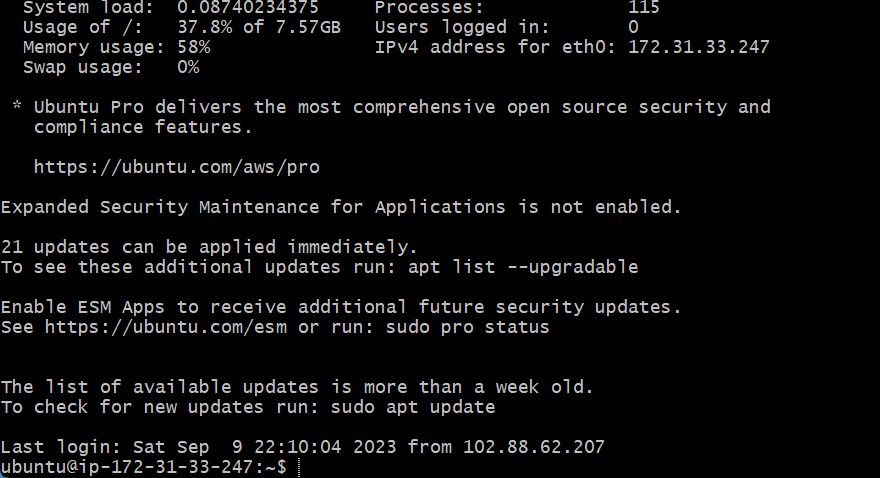 System load:  0.08740234375     Processes:             115
Usage of /:   37.8% of 7.57GB   Users logged in:       0
Memory usage: 58%               IPv4 address for eth0: 172.31.33.247
Swap usage:   0%
* Ubuntu Pro delivers the most comprehensive open source security and
compliance features.
https://ubuntu.com/aws/pro
Expanded Security Maintenance for Applications is not enabled.
21 updates can be applied immediately.
To see these additional updates run: apt list --upgradable
Enable ESM Apps to receive additional future security updates.
See https://ubuntu.com/esm or run: sudo pro status
The list of available updates is more than a week old.
To check for new updates run: sudo apt update
Last login: Sat Sep  9 22:10:04 2023 from 102.88.62.207
ubuntu@ip-172-31-33-247:~$